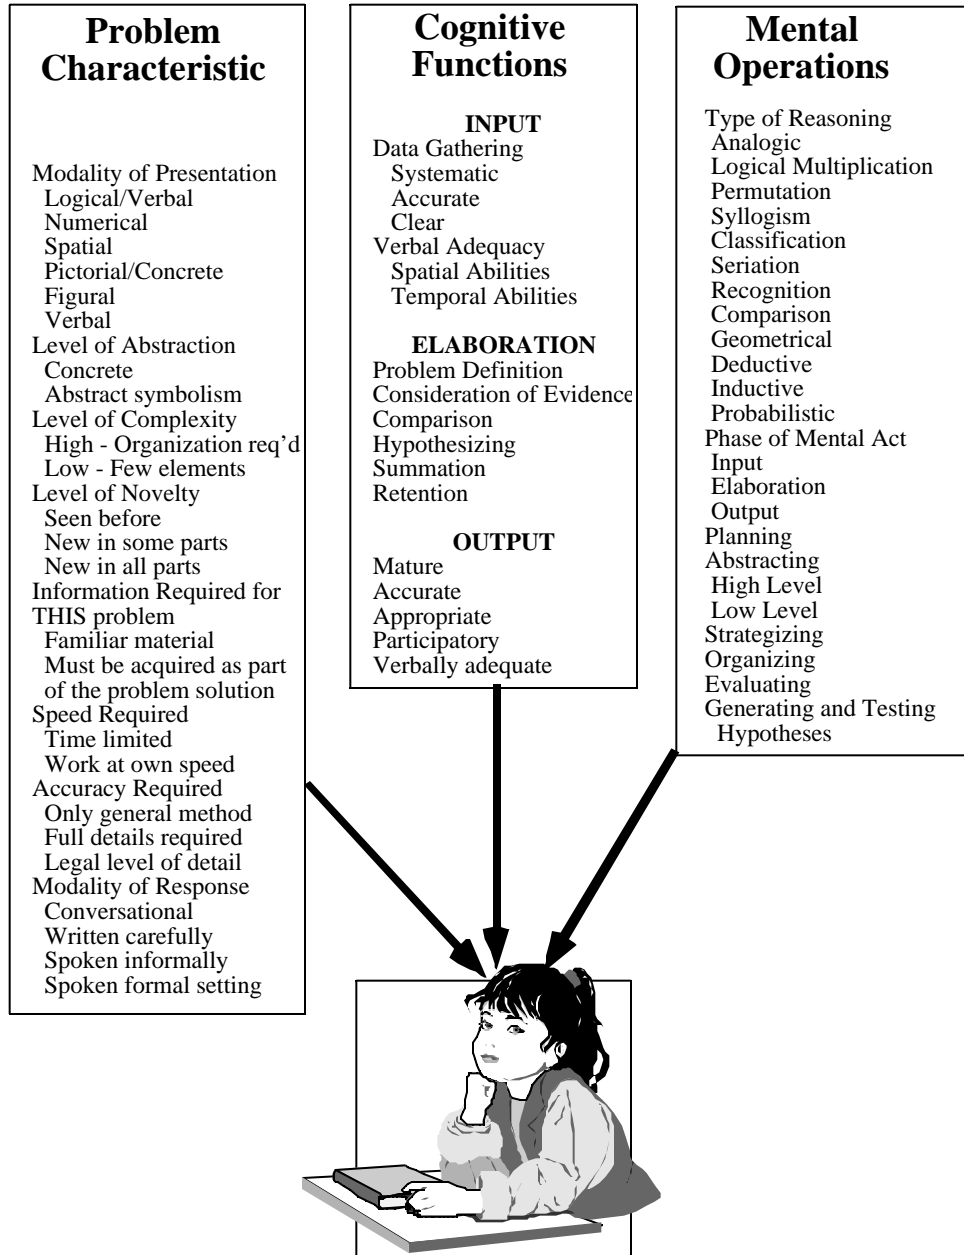 Problem
Characteristic
Modality of Presentation
Logical/Verbal
Numerical
Spatial
Pictorial/Concrete
Figural
Verbal
Level of Abstraction
Concrete
Abstract symbolism
Level of Complexity
High - Organization req'd
Low - Few elements
Level of Novelty
Seen before
New in some parts
New in all parts
Information Required for
THIS problem
Familiar material
Must be acquired as part
of the problem solution
Speed Required
Time limited
Work at own speed
Accuracy Required
Only general method
Full details required
Legal level of detail
Modality of Response
Conversational
Written carefully
Spoken informally
Spoken formal setting
Cognitive
Functions
INPUT
Data Gathering
Systematic
Accurate
Clear
Verbal Adequacy
Spatial Abilities
Temporal Abilities
ELABORATION
Problem Definition
Consideration of Evidence
Comparison
Hypothesizing
Summation
Retention
OUTPUT
Mature
Accurate
Appropriate
Participatory
Verbally adequate
Mental
Operations
Type of Reasoning
Analogic
Logical Multiplication
Permutation
Syllogism
Classification
Seriation
Recognition
Comparison
Geometrical
Deductive
Inductive
Probabilistic
Phase of Mental Act
Input
Elaboration
Output
Planning
Abstracting
High Level
Low Level
Strategizing
Organizing
Evaluating
Generating and Testing
Hypotheses